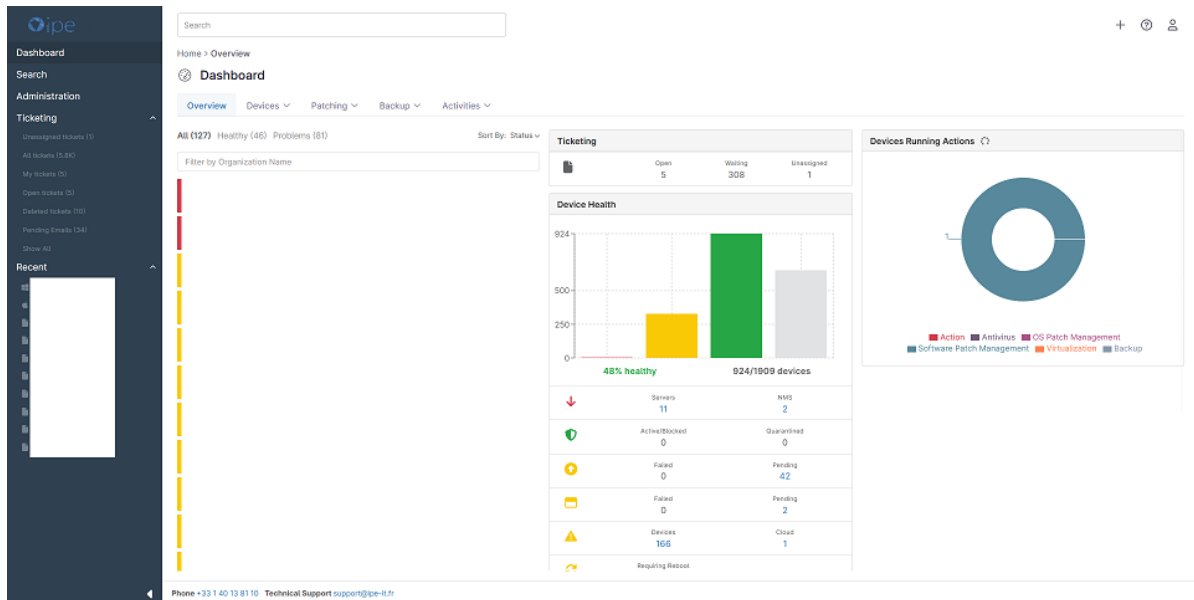 ipe
Search
Home > Overview
Dashboard
Dashboard
Search
Administration
Ticketing
Unassigned tickets (1)
All tickets (5.8K)
My tickets (5)
Open tickets (5)
Deleted tickets (10)
Pending Emails (34)
Show All
Recent
Overview
Devices
Patching
Backup
Activities
All (127) Healthy (46) Problems (81)
Sort By: Status
Filter by Organization Name
Ticketing
Open Waiting Unassigned
5 308 1
Device Health
924
500
250
0
48% healthy 924/1909 devices
Servers NMS
11 2
Active/Blocked Quarantined
0 0
Failed Pending
0 42
Failed Pending
0 2
Devices Cloud
166 1
Requiring Reboot
Devices Running Actions
1
Action Antivirus OS Patch Management
Software Patch Management Virtualization Backup
Phone +33 1 40 13 81 10 Technical Support support@ipe-it.fr